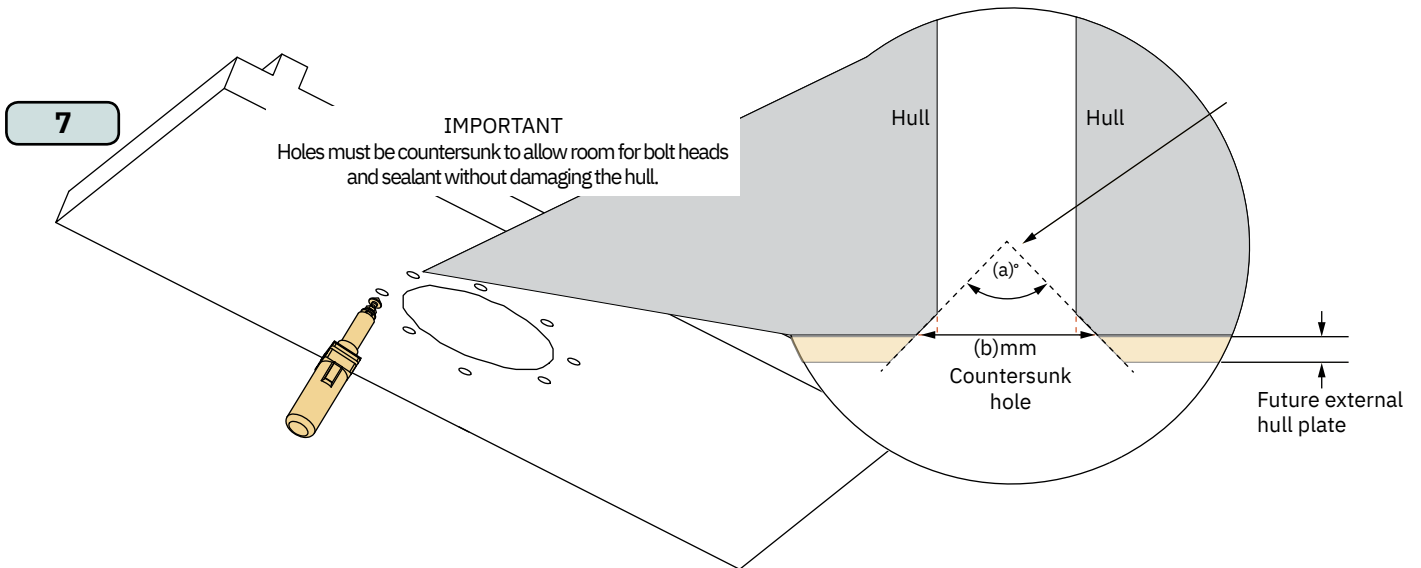 7
IMPORTANT
Holes must be countersunk to allow room for bolt heads
and sealant without damaging the hull.
Hull
Hull
(a)°
(b)mm
Countersunk
hole
Future external
hull plate